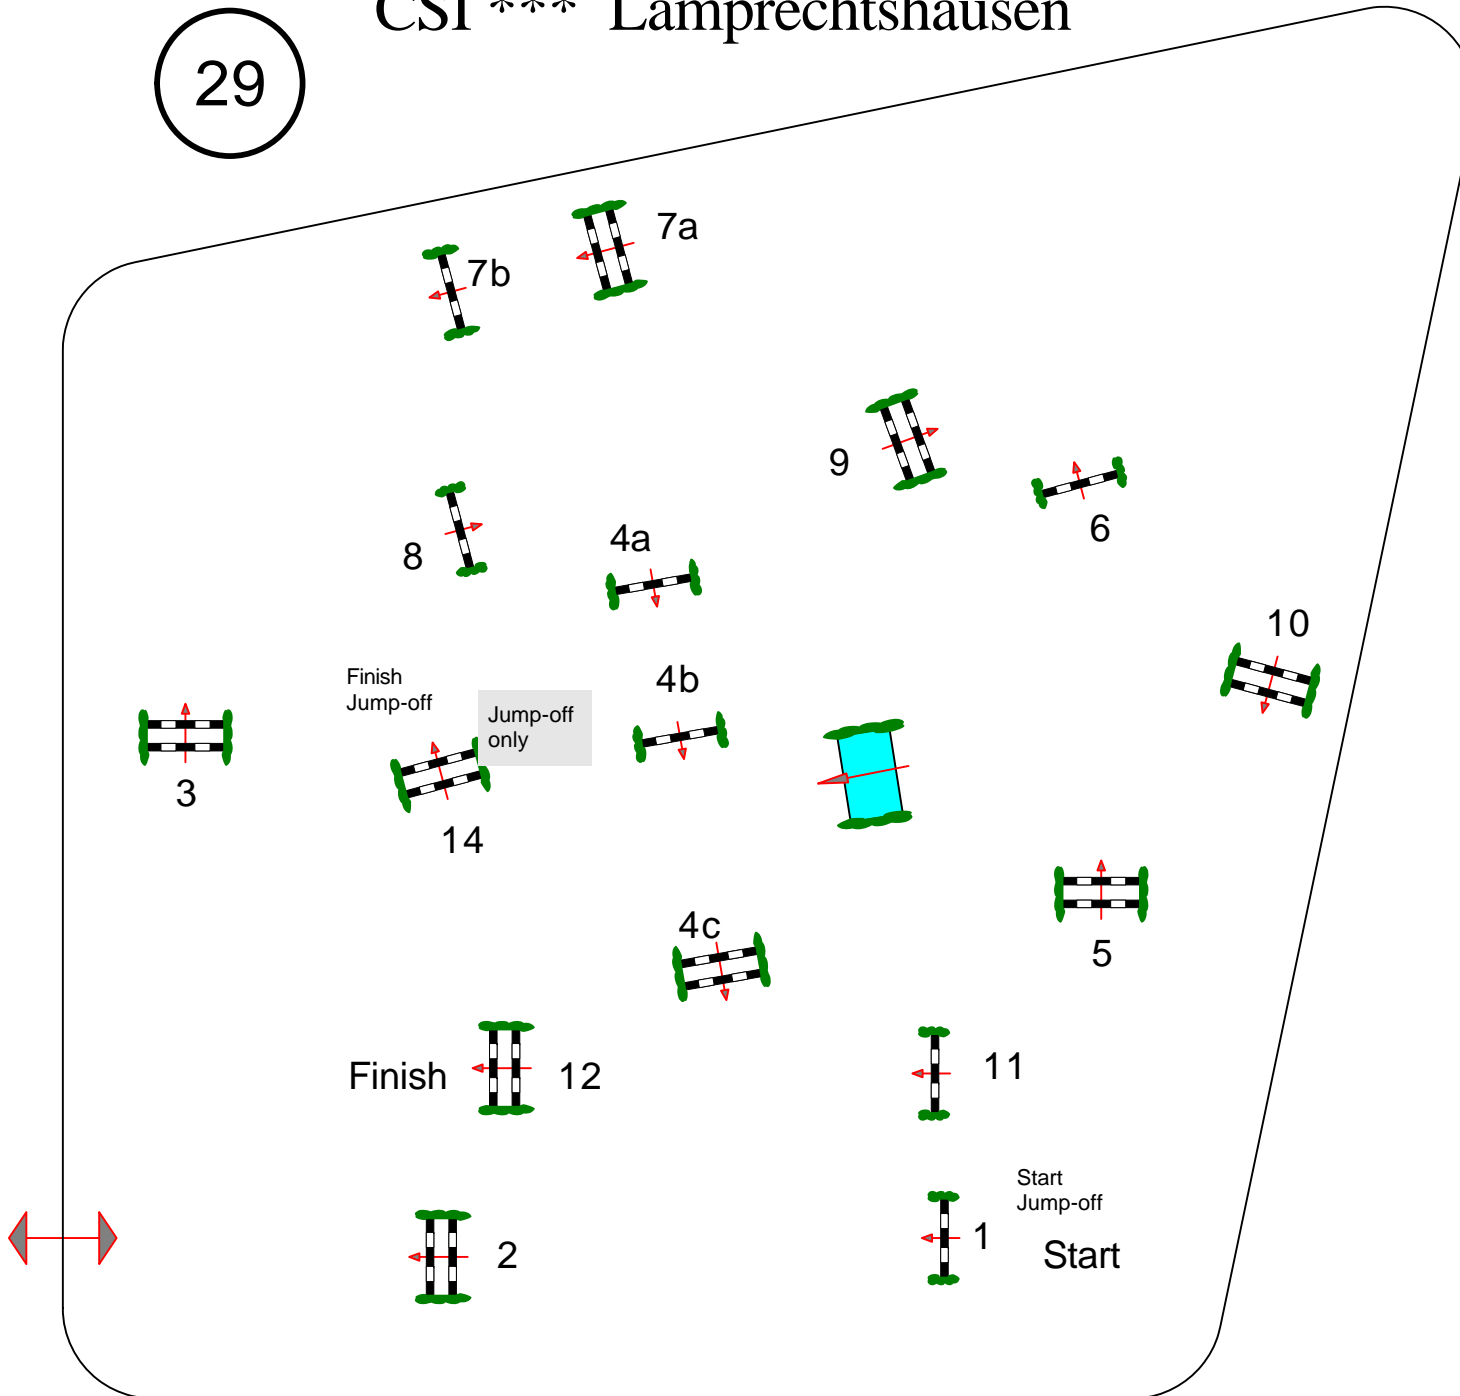 CSI *** Lamprechtshausen
29
7a
7b
9
6
4a
8
10
Finish
Jump-off
4b
Jump-off
only
3
14
4c
5
11
Finish
12
Start
Jump-off
1
Start
2